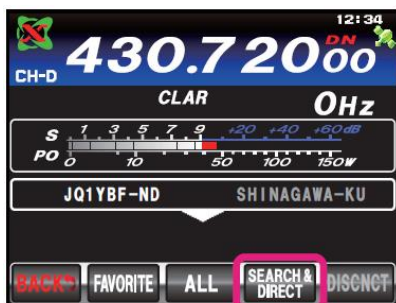 12:34
CH-D 430.72000 DN
CLAR 0Hz
S 1 3 5 7 9 +20 +40 +60dB
PO 0 10 50 100 150W
JQ1YBF-ND SHINAGAWA-KU
BACK FAVORITE ALL SEARCH & DIRECT DISCNCT